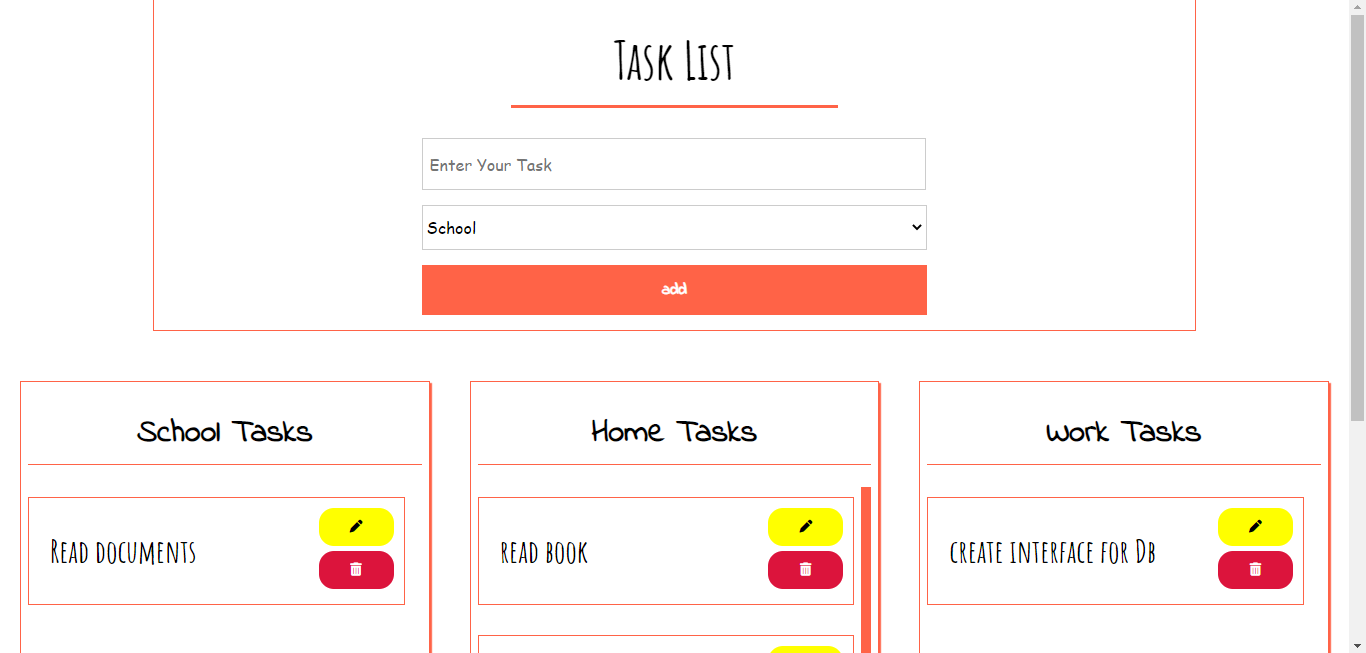 Task List
Enter Your Task
School
add
School Tasks
Home Tasks
Work Tasks
Read documents
read book
create interface for Db